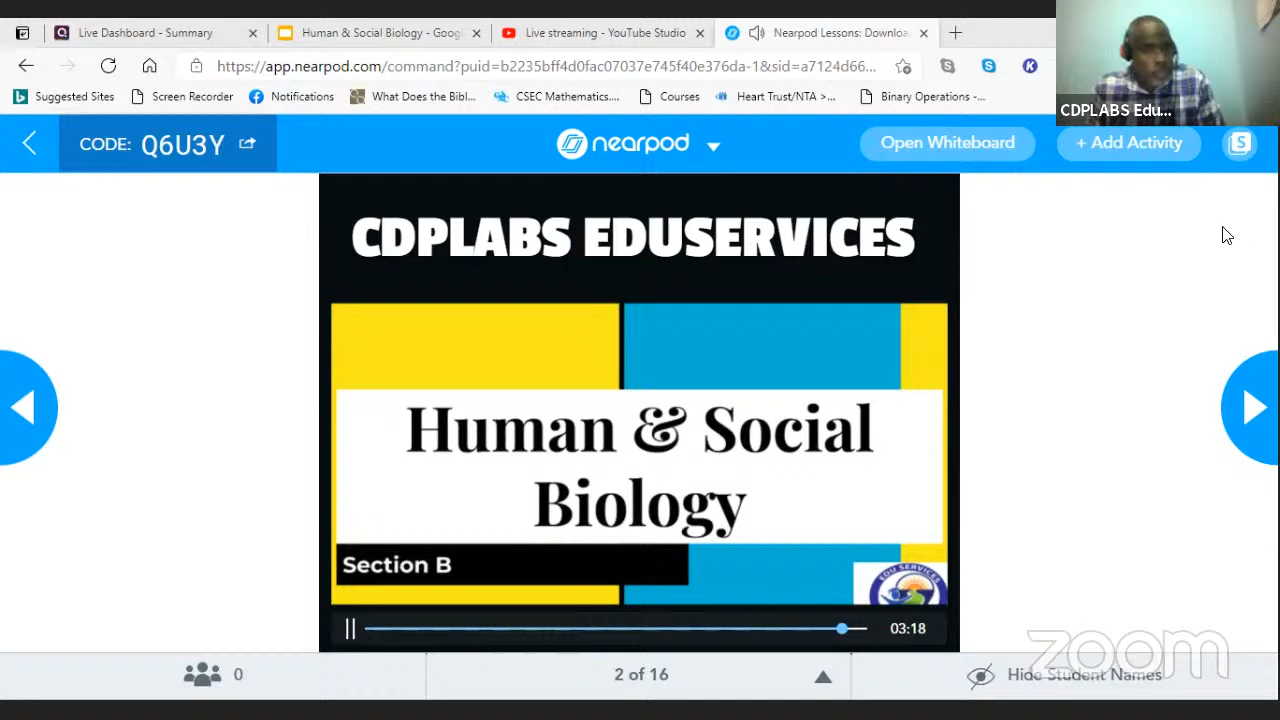 Live Dashboard - Summary
Human & Social Biology - Goog
Live streaming - YouTube Studio
Nearpod Lessons: Downloa
https://app.nearpod.com/command?puid=b2235bff4d0fac07037e745f40e376da-1&sid=a7124d66...
Suggested Sites
Screen Recorder
Notifications
What Does the Bibl...
CSEC Mathematics....
Courses
Heart Trust/NTA >...
Binary Operations -...
CDPLABS Edu...
CODE: Q6U3Y
nearpod
Open Whiteboard
+ Add Activity
S
CDPLABS EDUSERVICES
Human & Social
Biology
Section B
EDU SERVICES
03:18
0
2 of 16
Hide Student Names
zoom